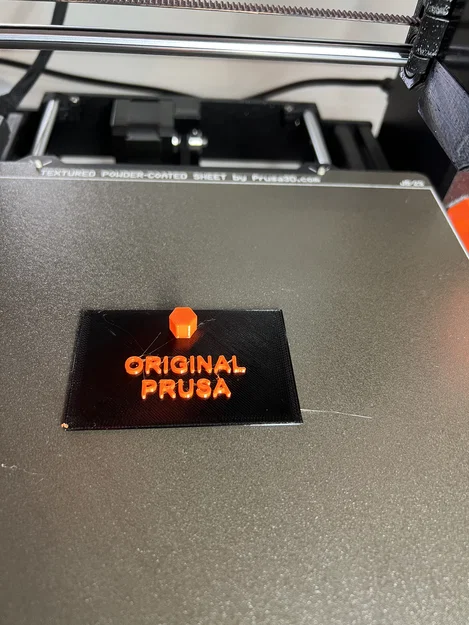 TEXTURED POWDER-COATED SHEET by Prusa3D.com
ORIGINAL
PRUSA